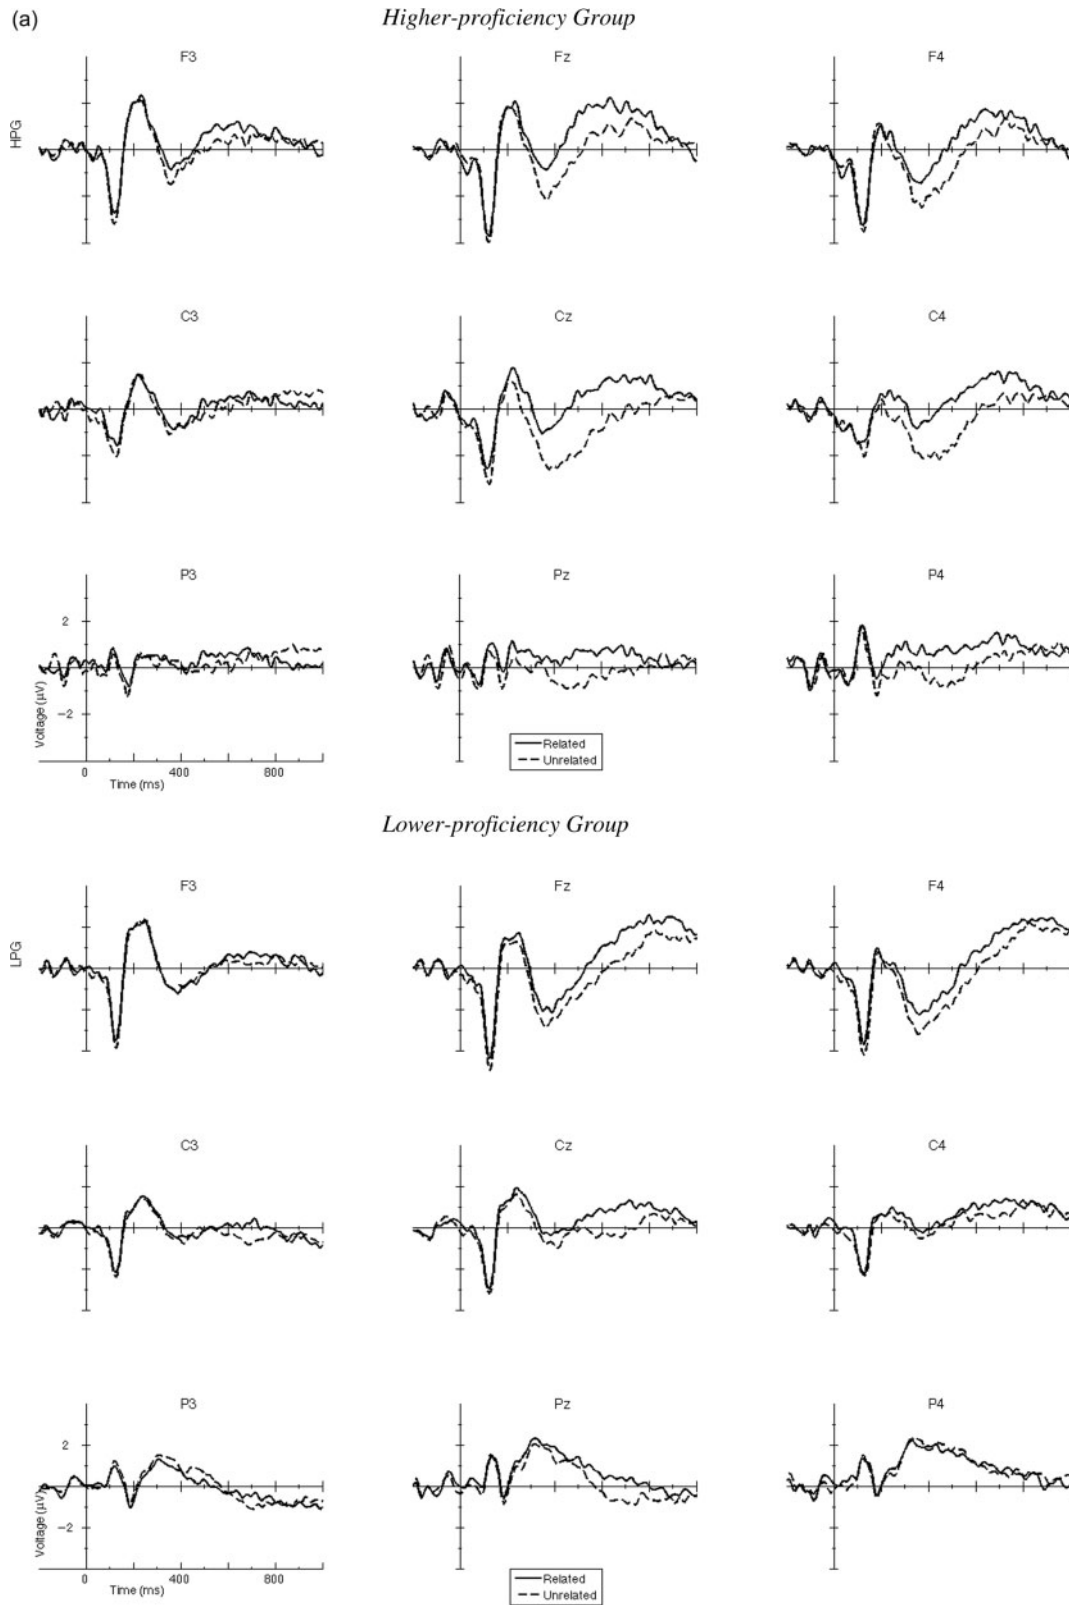 (a)
Higher-proficiency Group
F3 Fz F4
HPG
C3 Cz C4
P3 Pz P4
2
−2
Voltage (µV)
0 400 800
Time (ms)
Related
Unrelated
Lower-proficiency Group
F3 Fz F4
LPG
C3 Cz C4
P3 Pz P4
2
−2
Voltage (µV)
0 400 800
Time (ms)
Related
Unrelated